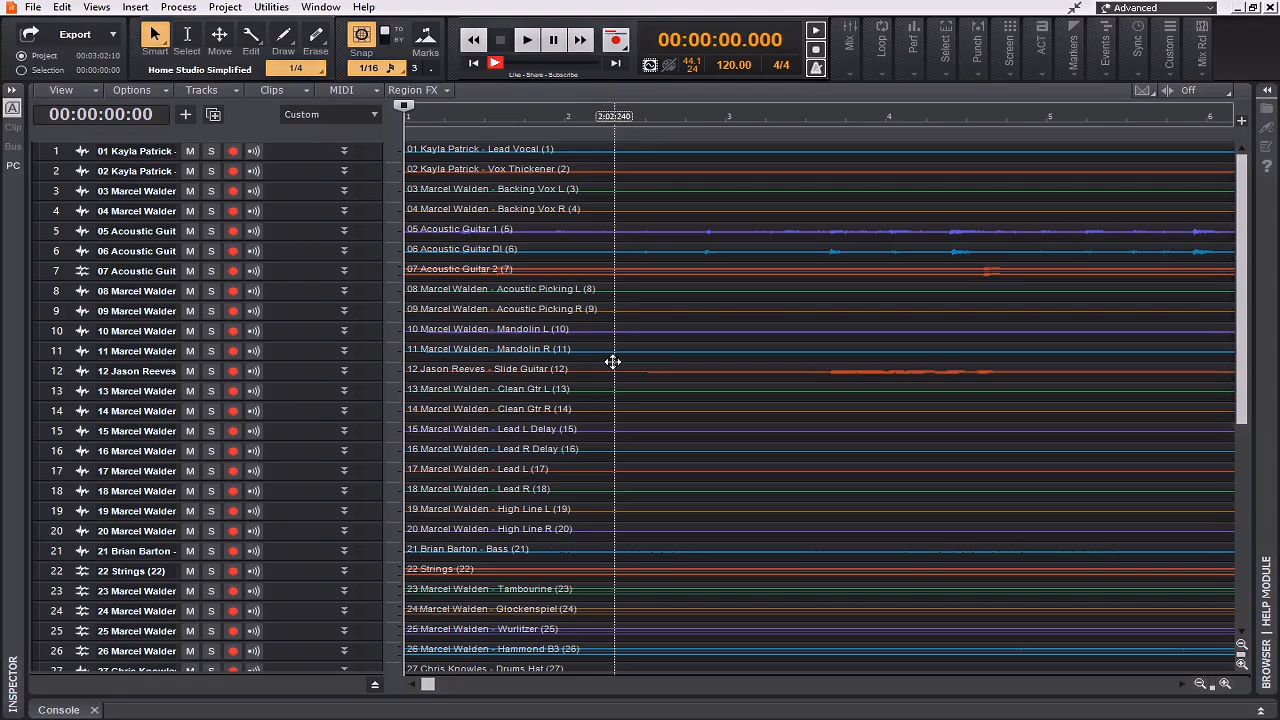 File Edit Views Insert Process Project Utilities Window Help
Advanced
Export
Project 00:03:02:10
Selection 00:00:00:00
Smart Select Move Edit Draw Erase
Home Studio Simplified
1/4
TO
BY
Snap Marks
1/16 3
Like - Share - Subscribe
00:00:00.000
44.1
24
120.00
4/4
Mix
Loop
Perf
Screen
Select
Punch
ACT
Markers
Events
Sync
Custom
Mix Rcl
View Options Tracks Clips MIDI Region FX
Off
00:00:00:00
Custom
1 2 2:02:240 3 4 5 6
A
Clip
Bus
PC
1 01 Kayla Patrick - M S 01 Kayla Patrick - Lead Vocal (1)
2 02 Kayla Patrick - M S 02 Kayla Patrick - Vox Thickener (2)
3 03 Marcel Walder M S 03 Marcel Walden - Backing Vox L (3)
4 04 Marcel Walder M S 04 Marcel Walden - Backing Vox R (4)
5 05 Acoustic Guit M S 05 Acoustic Guitar 1 (5)
6 06 Acoustic Guit M S 06 Acoustic Guitar DI (6)
7 07 Acoustic Guit M S 07 Acoustic Guitar 2 (7)
8 08 Marcel Walder M S 08 Marcel Walden - Acoustic Picking L (8)
9 09 Marcel Walder M S 09 Marcel Walden - Acoustic Picking R (9)
10 10 Marcel Walder M S 10 Marcel Walden - Mandolin L (10)
11 11 Marcel Walder M S 11 Marcel Walden - Mandolin R (11)
12 12 Jason Reeves M S 12 Jason Reeves - Slide Guitar (12)
13 13 Marcel Walder M S 13 Marcel Walden - Clean Gtr L (13)
14 14 Marcel Walder M S 14 Marcel Walden - Clean Gtr R (14)
15 15 Marcel Walder M S 15 Marcel Walden - Lead L Delay (15)
16 16 Marcel Walder M S 16 Marcel Walden - Lead R Delay (16)
17 17 Marcel Walder M S 17 Marcel Walden - Lead L (17)
18 18 Marcel Walder M S 18 Marcel Walden - Lead R (18)
19 19 Marcel Walder M S 19 Marcel Walden - High Line L (19)
20 20 Marcel Walder M S 20 Marcel Walden - High Line R (20)
21 21 Brian Barton - M S 21 Brian Barton - Bass (21)
22 22 Strings (22) M S 22 Strings (22)
23 23 Marcel Walder M S 23 Marcel Walden - Tambourine (23)
24 24 Marcel Walder M S 24 Marcel Walden - Glockenspiel (24)
25 25 Marcel Walder M S 25 Marcel Walden - Wurlitzer (25)
26 26 Marcel Walder M S 26 Marcel Walden - Hammond B3 (26)
27 27 Chris Knowles M S 27 Chris Knowles - Drums Hat (27)
INSPECTOR
BROWSER
HELP MODULE
Console